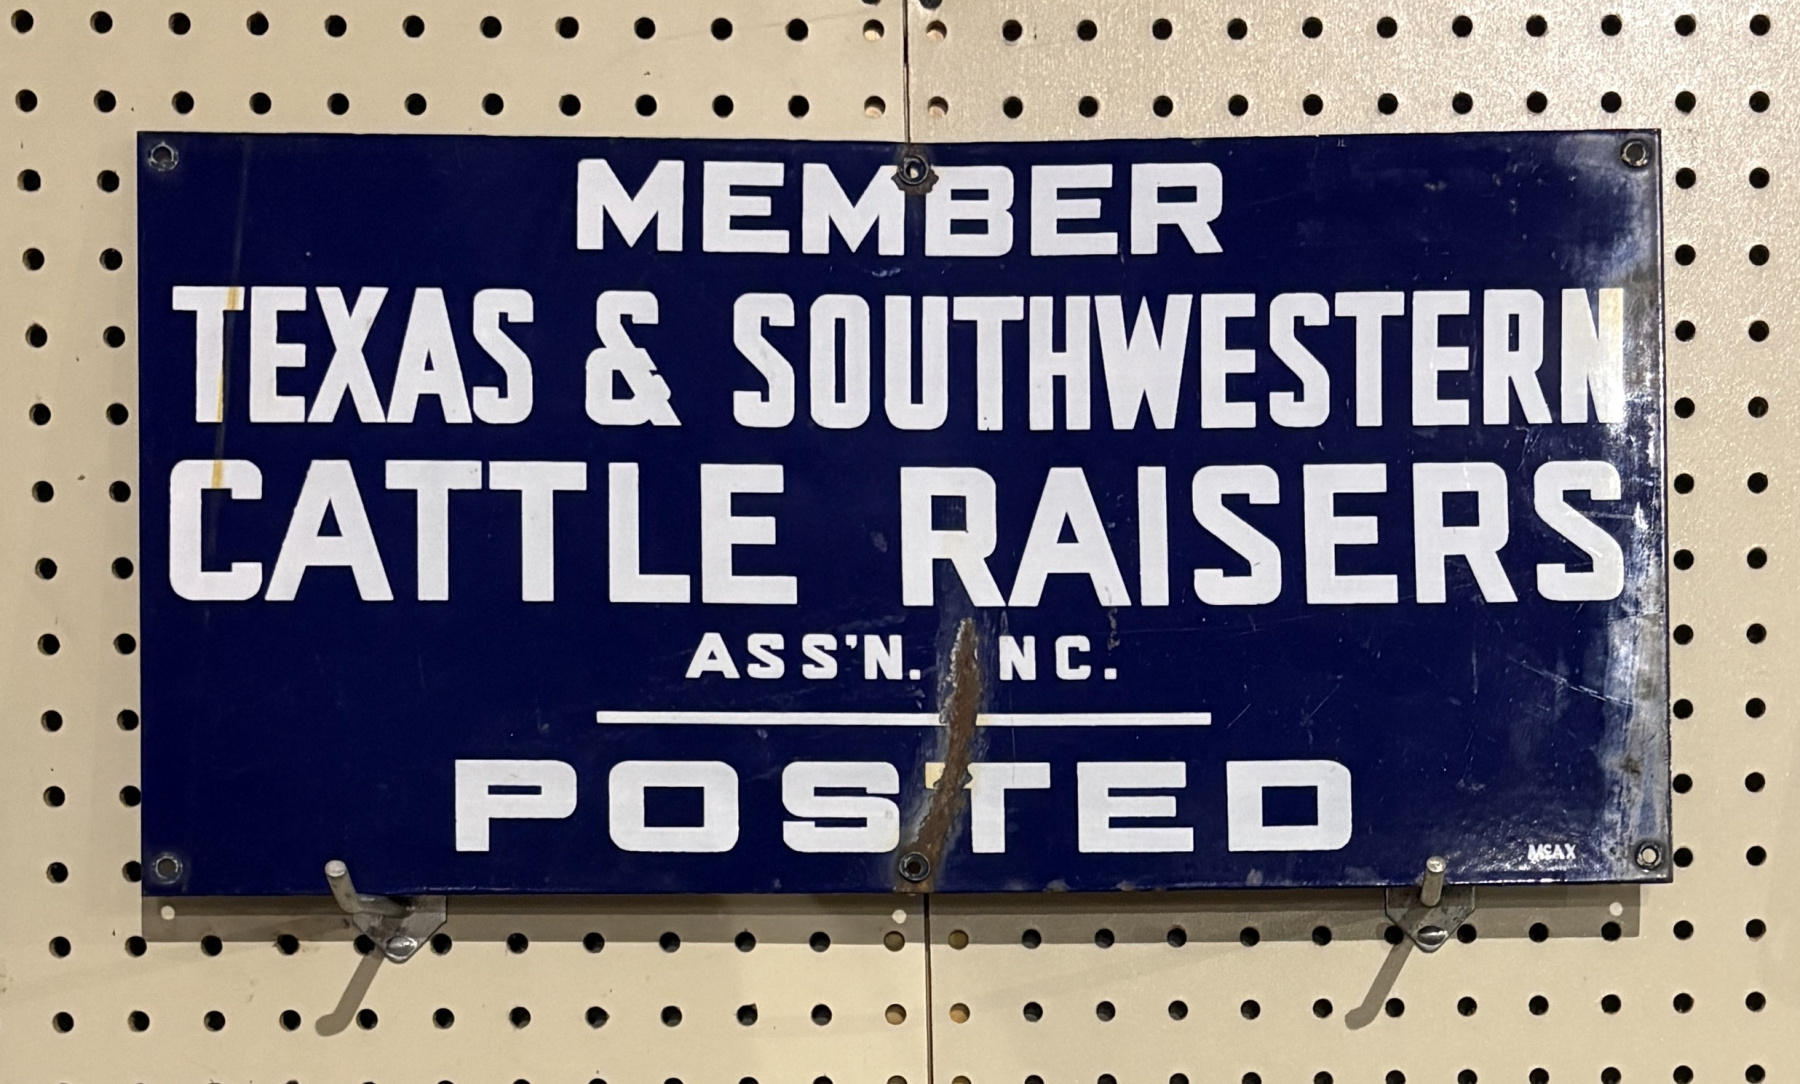 MEMBER
TEXAS & SOUTHWESTERN
CATTLE RAISERS
ASS'N. NC.
POSTED